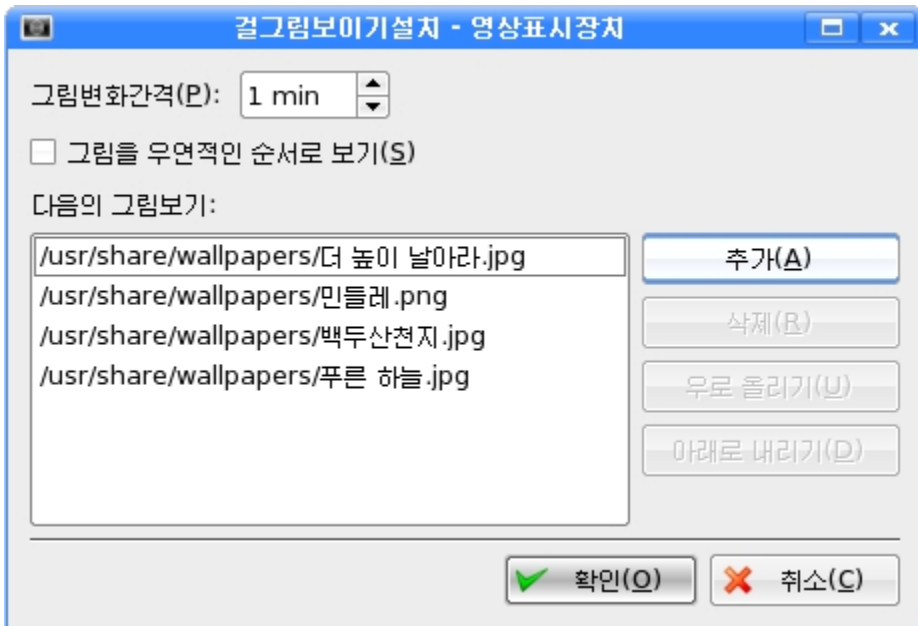 걸그림보이기설치 - 영상표시장치
그림변화간격(P): 1 min
그림을 우연적인 순서로 보기(S)
다음의 그림보기:
/usr/share/wallpapers/더 높이 날아라.jpg
/usr/share/wallpapers/민들레.png
/usr/share/wallpapers/백두산천지.jpg
/usr/share/wallpapers/푸른 하늘.jpg
추가(A)
삭제(R)
우로 올리기(U)
아래로 내리기(D)
확인(O)
취소(C)